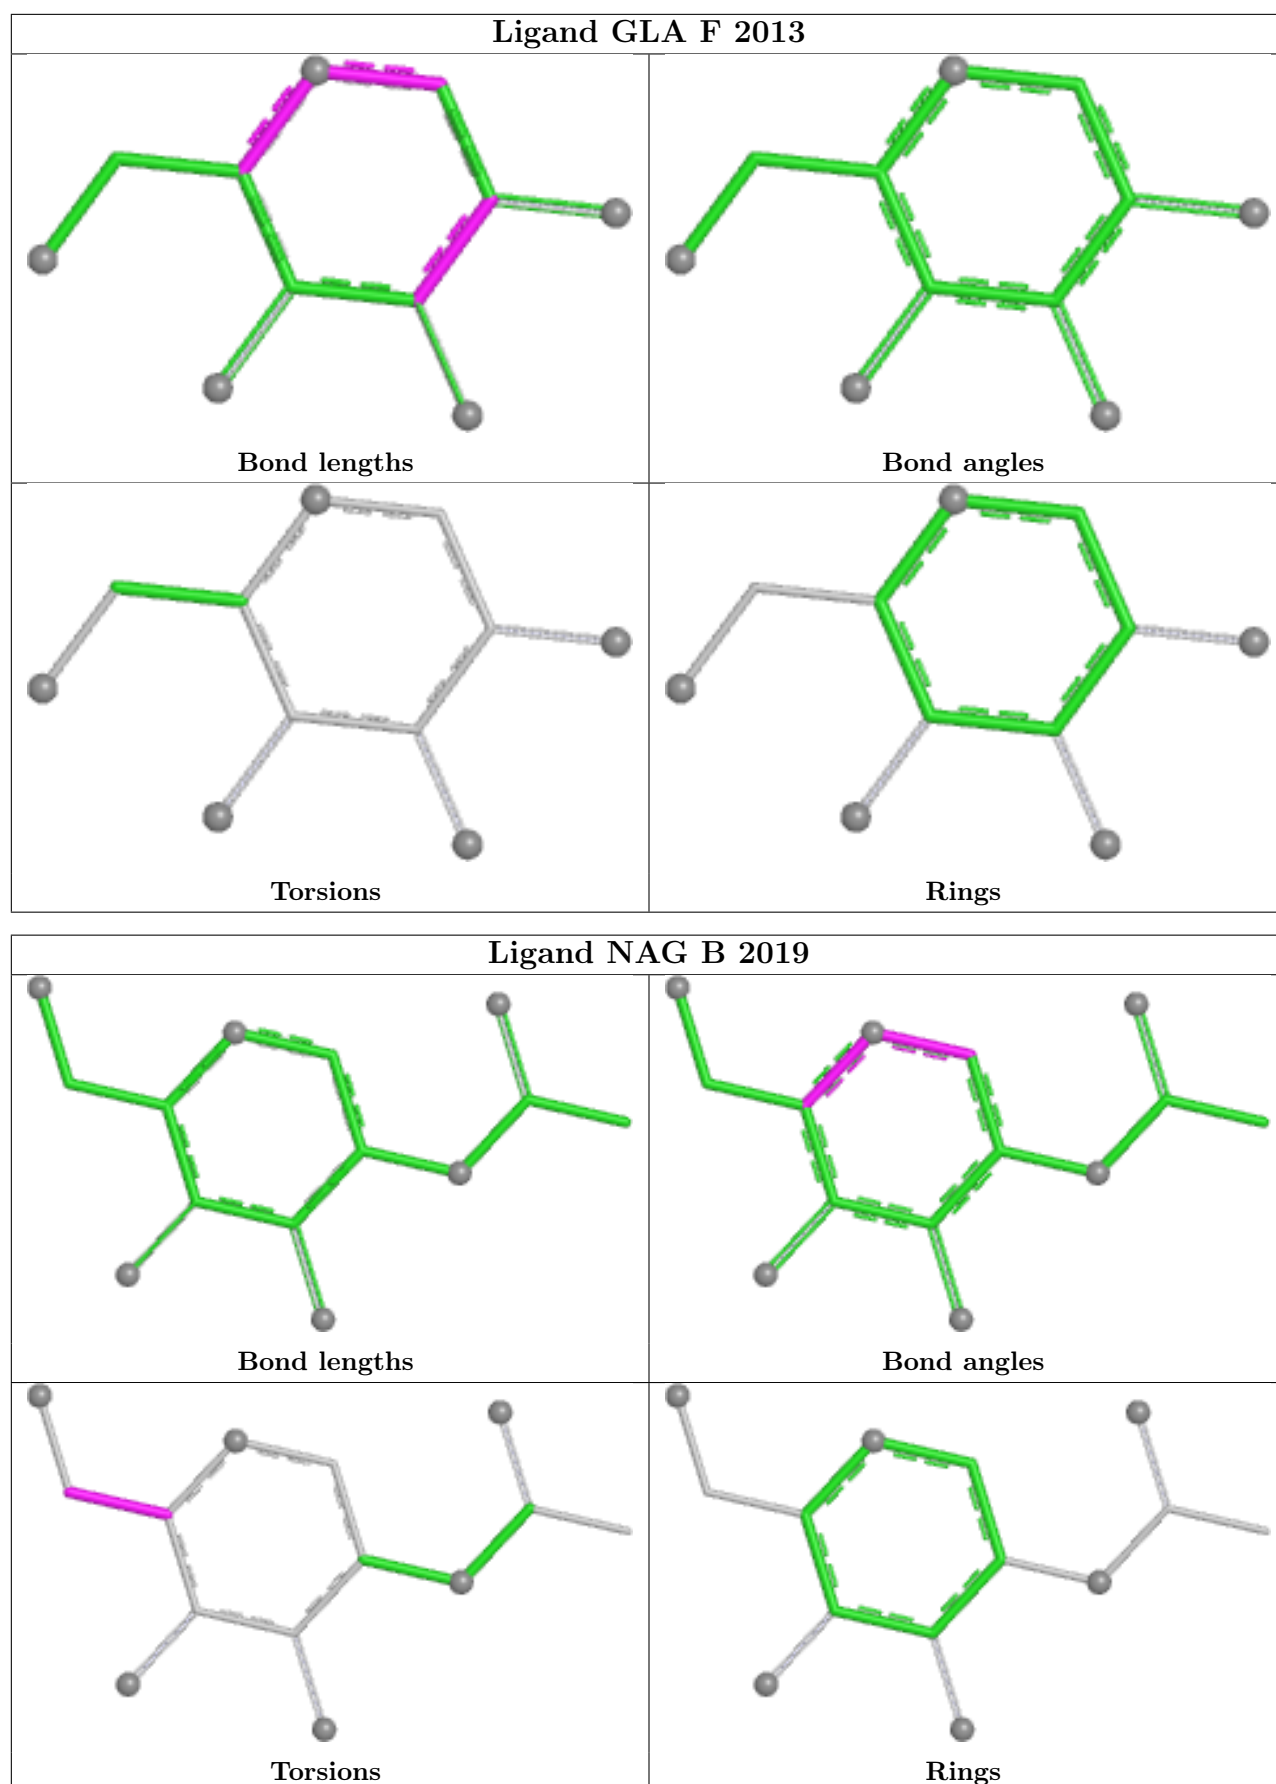 Ligand GLA F 2013
Bond lengths
Bond angles
Torsions
Rings
Ligand NAG B 2019
Bond lengths
Bond angles
Torsions
Rings